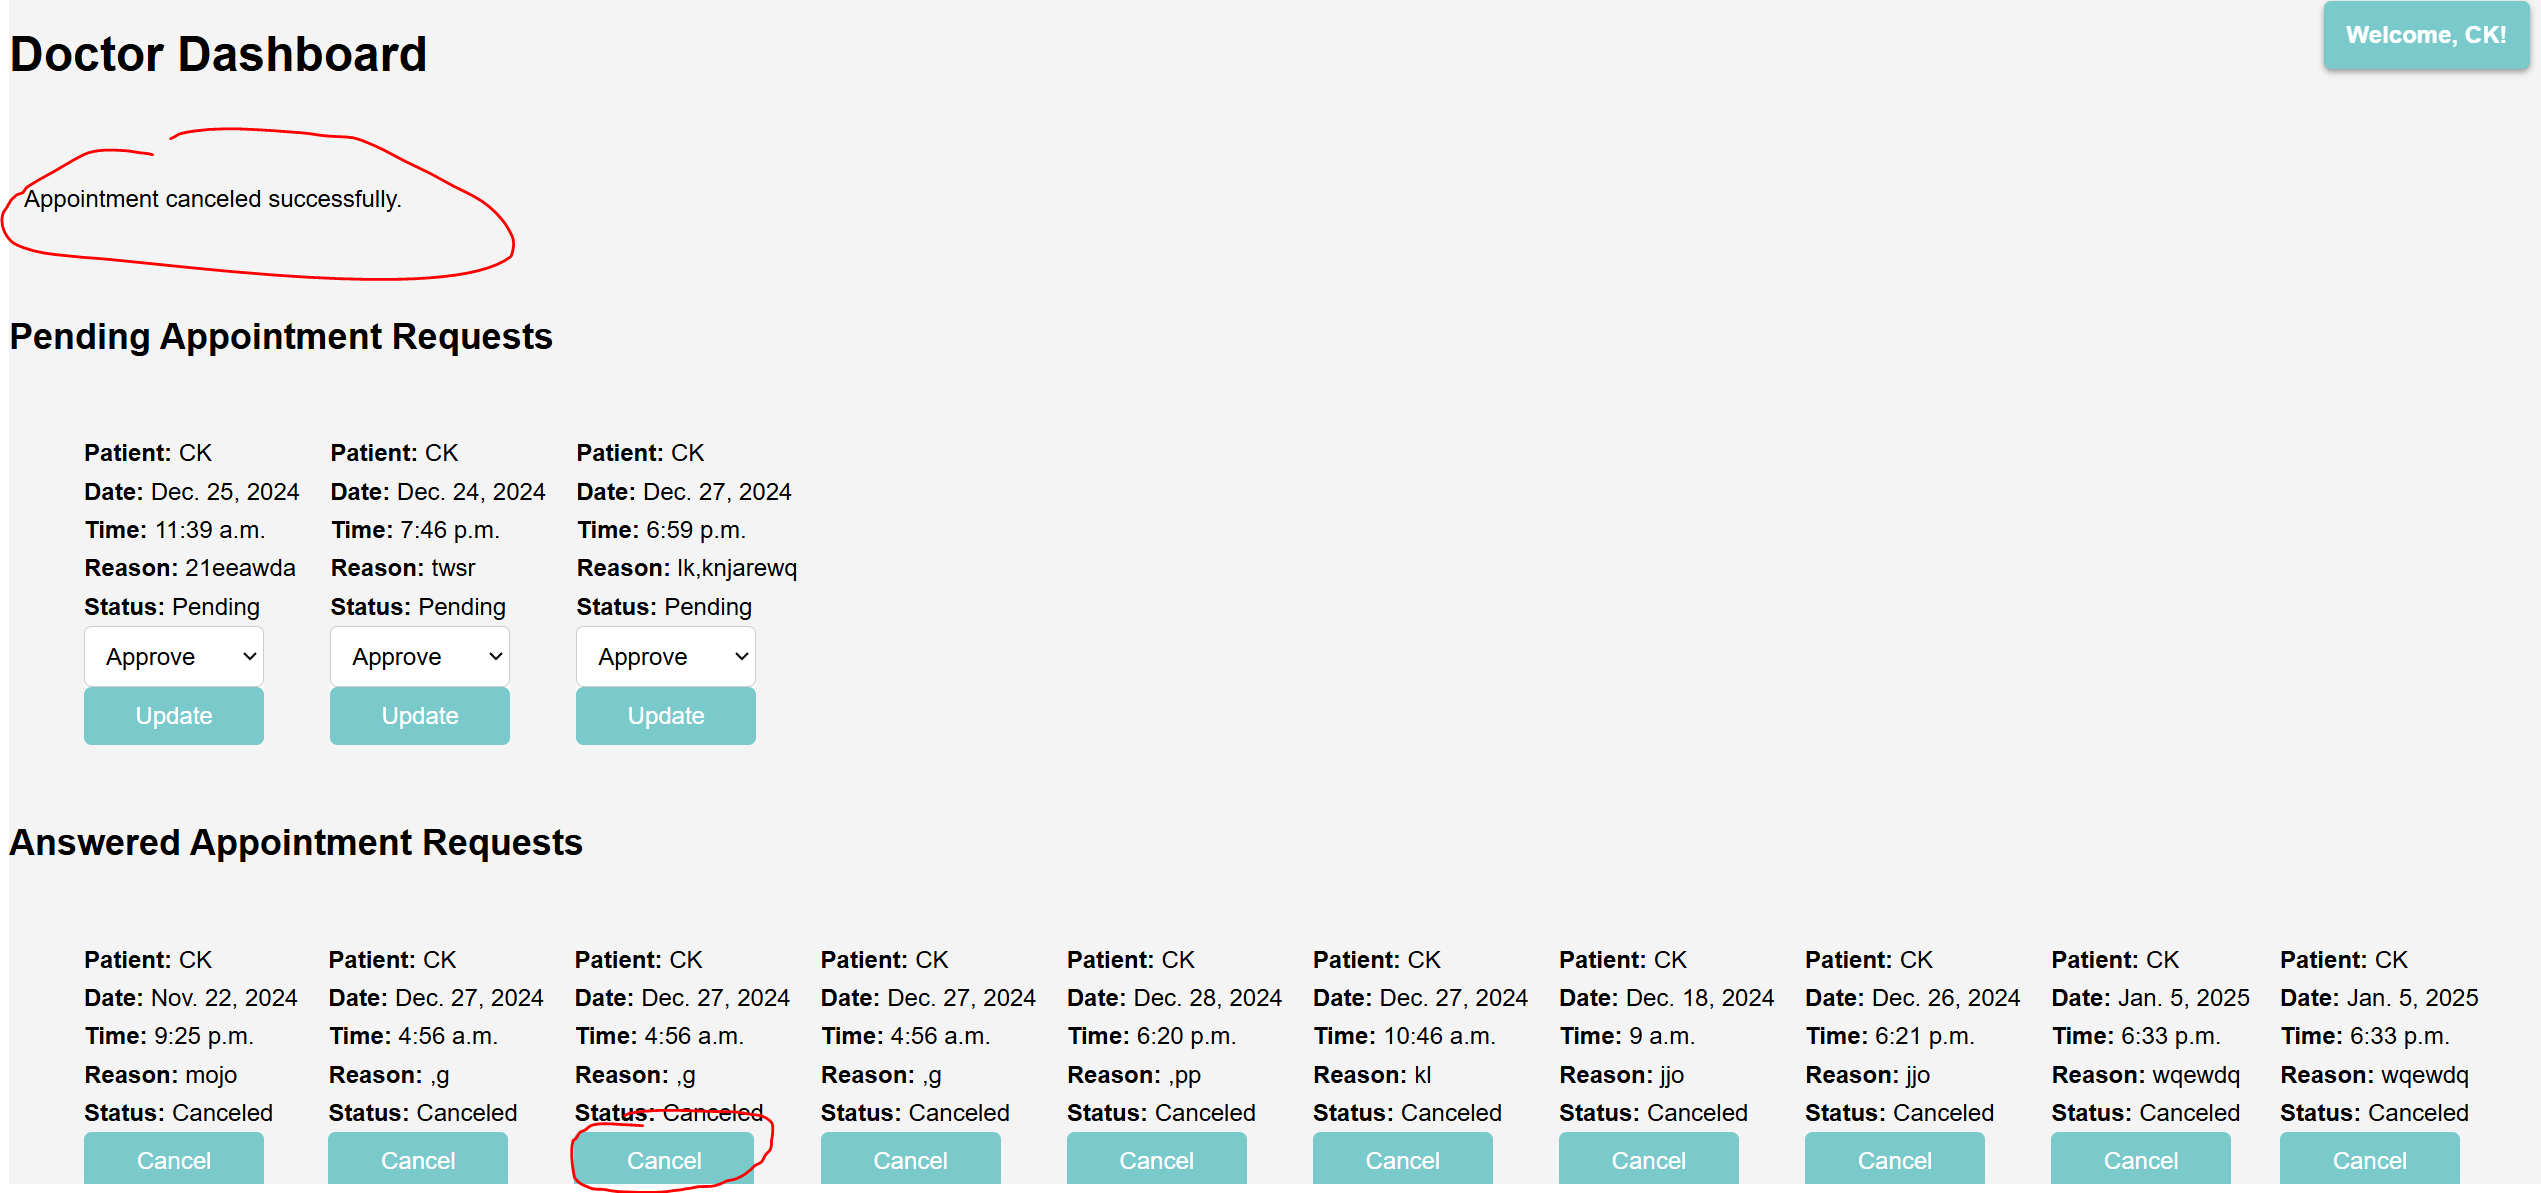 Doctor Dashboard
Welcome, CK!
Appointment canceled successfully.
Pending Appointment Requests
Patient: CK
Date: Dec. 25, 2024
Time: 11:39 a.m.
Reason: 21eeawda
Status: Pending
Approve
Update
Patient: CK
Date: Dec. 24, 2024
Time: 7:46 p.m.
Reason: twsr
Status: Pending
Approve
Update
Patient: CK
Date: Dec. 27, 2024
Time: 6:59 p.m.
Reason: lk,knjarewq
Status: Pending
Approve
Update
Answered Appointment Requests
Patient: CK
Date: Nov. 22, 2024
Time: 9:25 p.m.
Reason: mojo
Status: Canceled
Cancel
Patient: CK
Date: Dec. 27, 2024
Time: 4:56 a.m.
Reason: ,g
Status: Canceled
Cancel
Patient: CK
Date: Dec. 27, 2024
Time: 4:56 a.m.
Reason: ,g
Status: Canceled
Cancel
Patient: CK
Date: Dec. 27, 2024
Time: 4:56 a.m.
Reason: ,g
Status: Canceled
Cancel
Patient: CK
Date: Dec. 28, 2024
Time: 6:20 p.m.
Reason: ,pp
Status: Canceled
Cancel
Patient: CK
Date: Dec. 27, 2024
Time: 10:46 a.m.
Reason: kl
Status: Canceled
Cancel
Patient: CK
Date: Dec. 18, 2024
Time: 9 a.m.
Reason: jjo
Status: Canceled
Cancel
Patient: CK
Date: Dec. 26, 2024
Time: 6:21 p.m.
Reason: jjo
Status: Canceled
Cancel
Patient: CK
Date: Jan. 5, 2025
Time: 6:33 p.m.
Reason: wqewdq
Status: Canceled
Cancel
Patient: CK
Date: Jan. 5, 2025
Time: 6:33 p.m.
Reason: wqewdq
Status: Canceled
Cancel